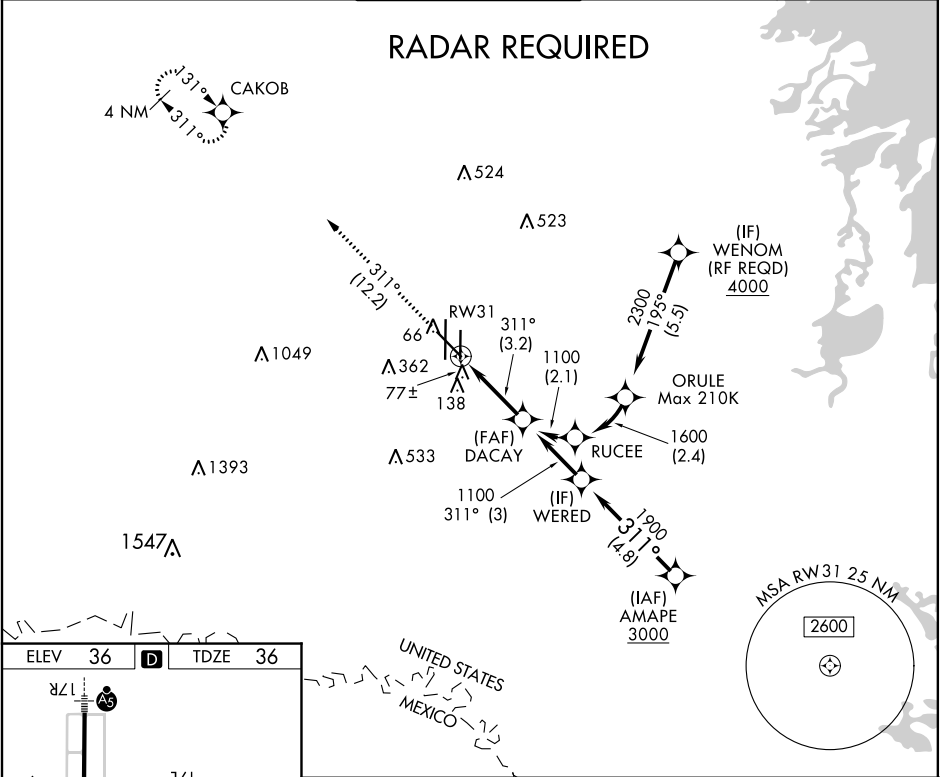 RADAR REQUIRED
131°
CAKOB
4 NM
311°
524
523
(IF)
WENOM
(RF REQD)
4000
311°
(12.2)
2300
195°
(5.5)
RW31
66
311°
(3.2)
1049
362
1100
(2.1)
77±
138
ORULE
Max 210K
(FAF)
DACAY
RUCEE
1600
(2.4)
533
1393
1100
311° (3)
(IF)
WERED
1547
1900
311°
(4.8)
(IAF)
AMAPE
3000
MSA RW31 25 NM
2600
ELEV 36 D TDZE 36
UNITED STATES
MEXICO
17R
A5